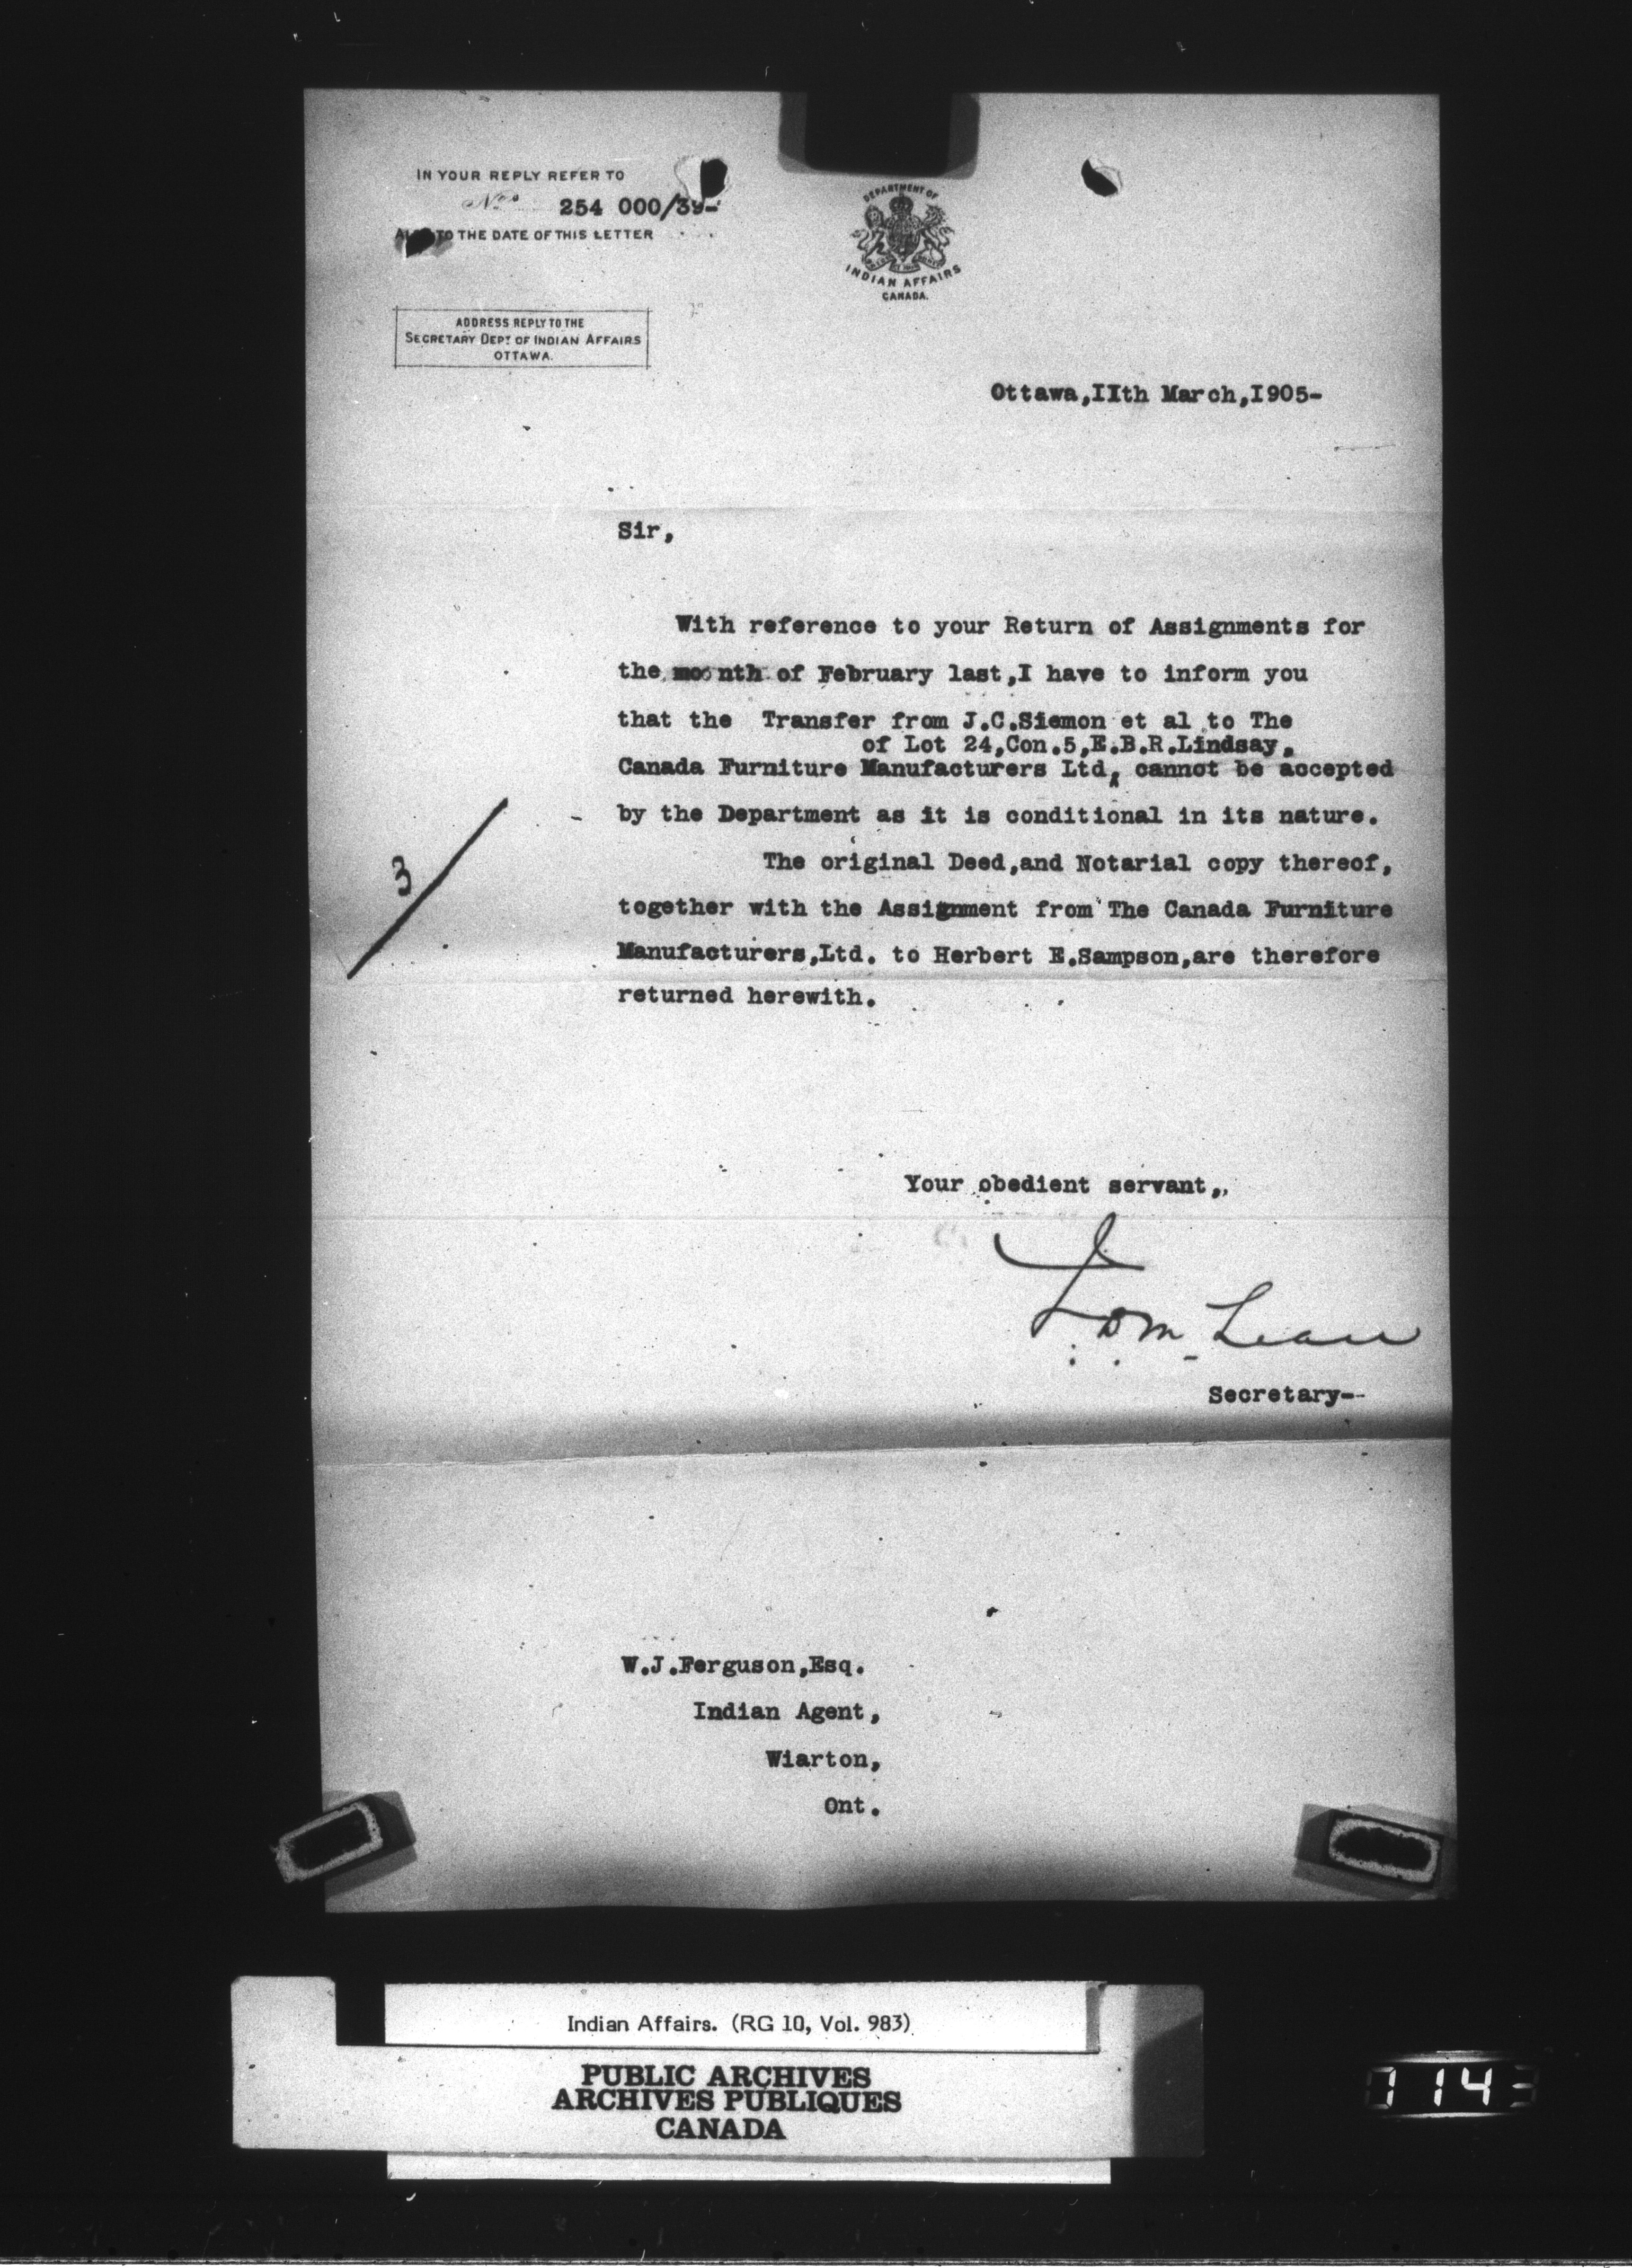 IN YOUR REPLY REFER TO
No. 254 000/39-
ALSO TO THE DATE OF THIS LETTER
DEPARTMENT OF
INDIAN AFFAIRS
CANADA.
ADDRESS REPLY TO THE
SECRETARY DEPT. OF INDIAN AFFAIRS
OTTAWA.
Ottawa,IIth March,I905-
Sir,
With reference to your Return of Assignments for
the month of February last,I have to inform you
that the Transfer from J.C.Siemon et al to The
of Lot 24,Con.5,E.B.R.Lindsay,
Canada Furniture Manufacturers Ltd, cannot be accepted
by the Department as it is conditional in its nature.
3
The original Deed,and Notarial copy thereof,
together with the Assignment from The Canada Furniture
Manufacturers,Ltd. to Herbert E.Sampson,are therefore
returned herewith.
Your obedient servant,
J D McLean
Secretary--
W.J.Ferguson,Esq.
Indian Agent,
Wiarton,
Ont.
Indian Affairs. (RG 10, Vol. 983)
PUBLIC ARCHIVES
ARCHIVES PUBLIQUES
CANADA